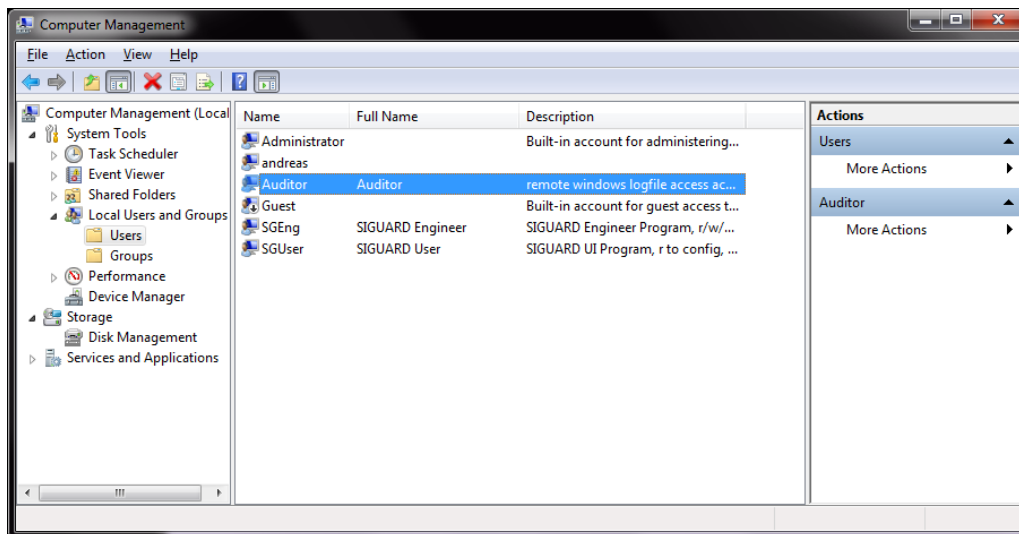 Computer Management
File Action View Help
Computer Management (Local
System Tools
Task Scheduler
Event Viewer
Shared Folders
Local Users and Groups
Users
Groups
Performance
Device Manager
Storage
Disk Management
Services and Applications
Name Full Name Description
Administrator Built-in account for administering...
andreas
Auditor Auditor remote windows logfile access ac...
Guest Built-in account for guest access t...
SGEng SIGUARD Engineer SIGUARD Engineer Program, r/w/...
SGUser SIGUARD User SIGUARD UI Program, r to config, ...
Actions
Users
More Actions
Auditor
More Actions